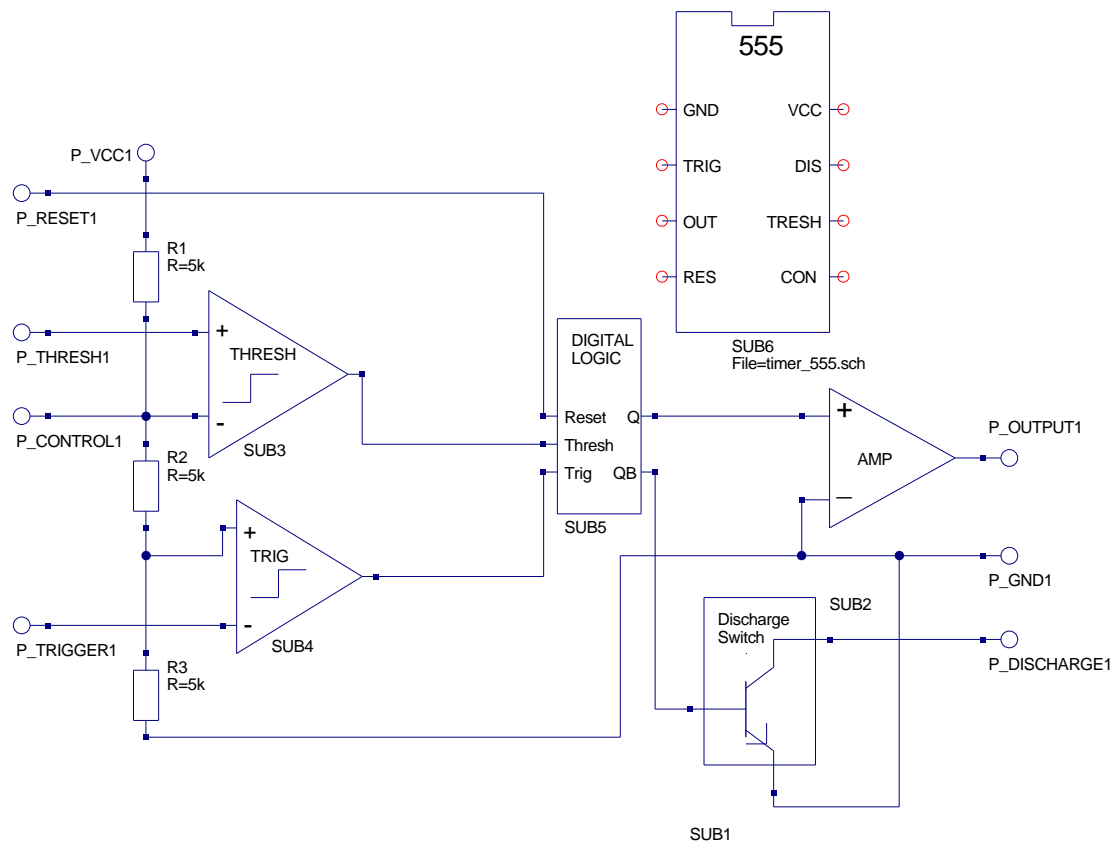 555
GND
VCC
TRIG
DIS
OUT
TRESH
RES
CON
SUB6
File=timer_555.sch
P_VCC1
P_RESET1
R1
R=5k
P_THRESH1
+
THRESH
-
SUB3
P_CONTROL1
R2
R=5k
+
TRIG
-
SUB4
P_TRIGGER1
R3
R=5k
DIGITAL
LOGIC
Reset Q
Thresh
Trig QB
SUB5
+
AMP
–
P_OUTPUT1
P_GND1
SUB2
Discharge
Switch
P_DISCHARGE1
SUB1